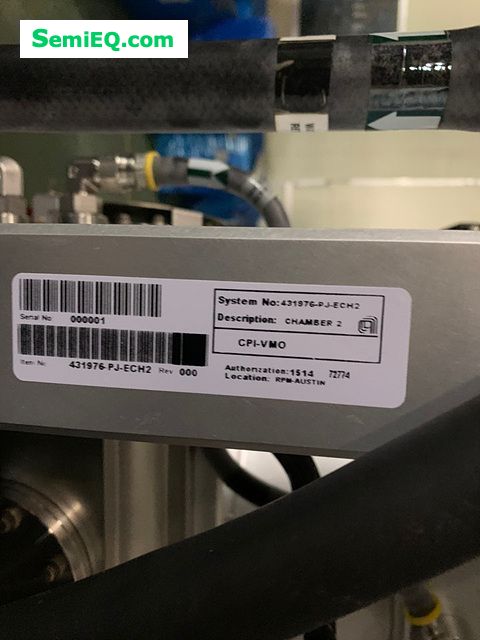 SemiEQ.com
Serial No 000001
Item No 431976-PJ-ECH2 Rev 000
System No: 431976-PJ-ECH2
Description: CHAMBER 2
CPI-VMO
Authorization: 1514 72774
Location: RPM-AUSTIN